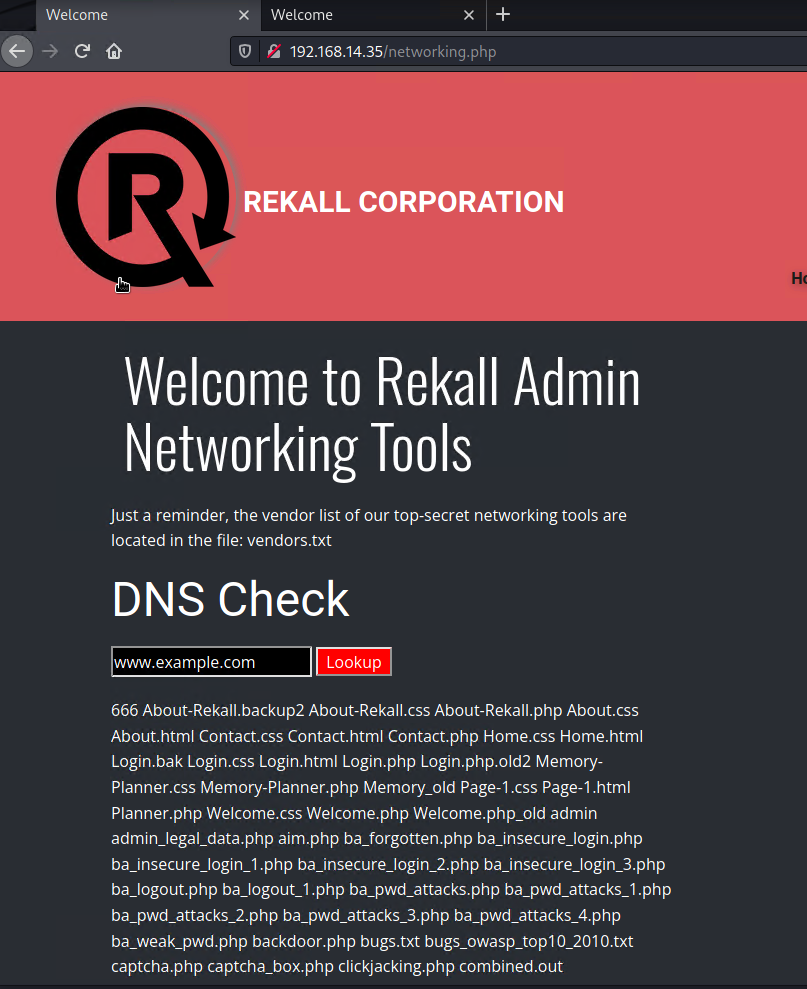 Welcome
Welcome
192.168.14.35/networking.php
R
REKALL CORPORATION
Welcome to Rekall Admin
Networking Tools
Just a reminder, the vendor list of our top-secret networking tools are
located in the file: vendors.txt
DNS Check
www.example.com Lookup
666 About-Rekall.backup2 About-Rekall.css About-Rekall.php About.css
About.html Contact.css Contact.html Contact.php Home.css Home.html
Login.bak Login.css Login.html Login.php Login.php.old2 Memory-
Planner.css Memory-Planner.php Memory_old Page-1.css Page-1.html
Planner.php Welcome.css Welcome.php Welcome.php_old admin
admin_legal_data.php aim.php ba_forgotten.php ba_insecure_login.php
ba_insecure_login_1.php ba_insecure_login_2.php ba_insecure_login_3.php
ba_logout.php ba_logout_1.php ba_pwd_attacks.php ba_pwd_attacks_1.php
ba_pwd_attacks_2.php ba_pwd_attacks_3.php ba_pwd_attacks_4.php
ba_weak_pwd.php backdoor.php bugs.txt bugs_owasp_top10_2010.txt
captcha.php captcha_box.php clickjacking.php combined.out